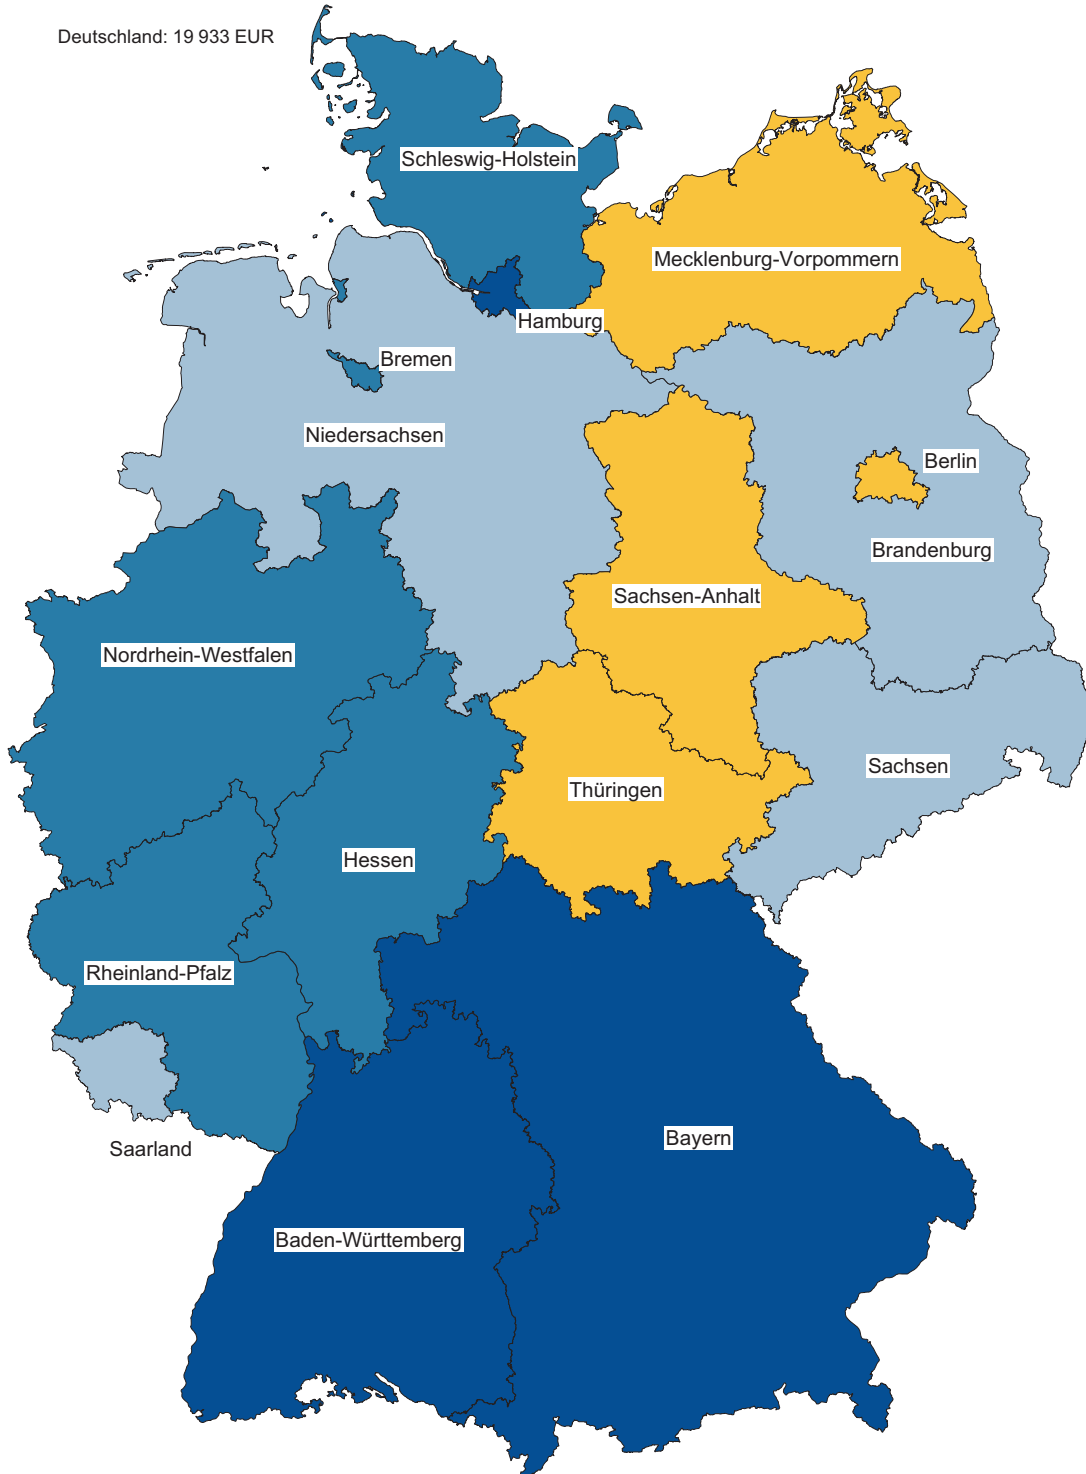 Deutschland: 19 933 EUR
Schleswig-Holstein
Mecklenburg-Vorpommern
Hamburg
Bremen
Niedersachsen
Berlin
Brandenburg
Sachsen-Anhalt
Nordrhein-Westfalen
Sachsen
Thüringen
Hessen
Rheinland-Pfalz
Bayern
Saarland
Baden-Württemberg